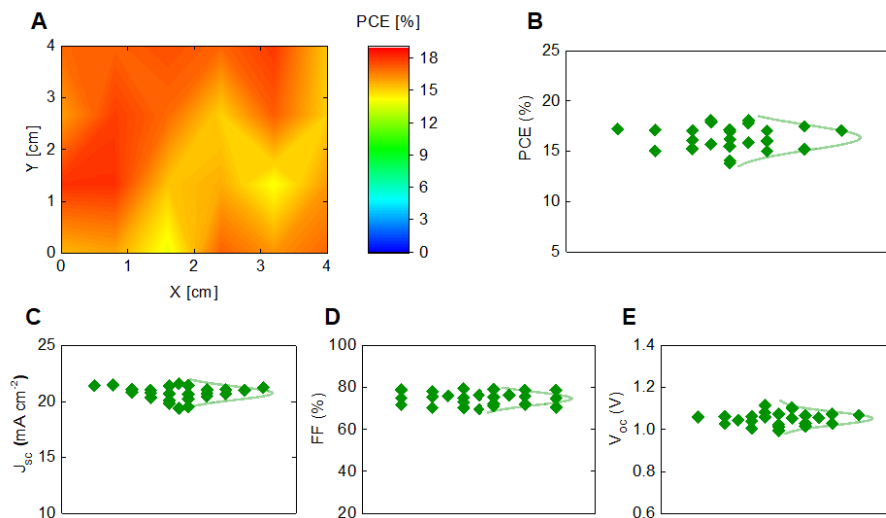 A
PCE [%]
B
4
3
2
1
0
Y [cm]
0 1 2 3 4
X [cm]
18
15
12
9
6
3
0
25
20
15
10
5
PCE (%)
C
D
E
25
20
15
10
J_sc (mA cm⁻²)
100
80
60
40
20
FF (%)
1.4
1.2
1.0
0.8
0.6
V_oc (V)